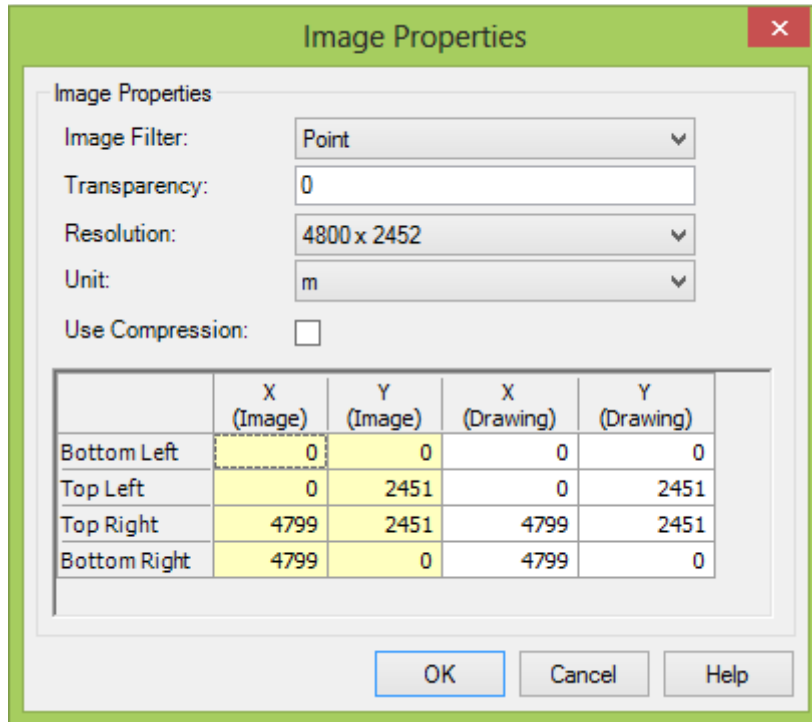 Image Properties
Image Properties
Image Filter: Point
Transparency: 0
Resolution: 4800 x 2452
Unit: m
Use Compression:
X Y X Y
(Image) (Image) (Drawing) (Drawing)
Bottom Left 0 0 0 0
Top Left 0 2451 0 2451
Top Right 4799 2451 4799 2451
Bottom Right 4799 0 4799 0
OK Cancel Help